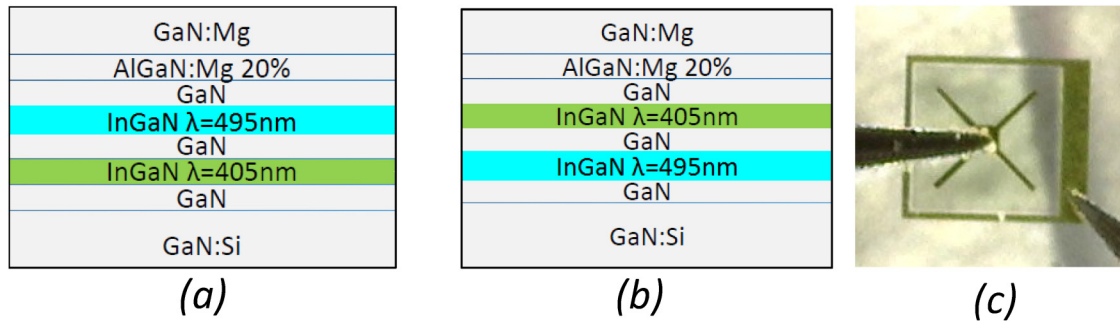 GaN:Mg
AlGaN:Mg 20%
GaN
InGaN λ=495nm
GaN
InGaN λ=405nm
GaN
GaN:Si
(a)
GaN:Mg
AlGaN:Mg 20%
GaN
InGaN λ=405nm
GaN
InGaN λ=495nm
GaN
GaN:Si
(b)
(c)